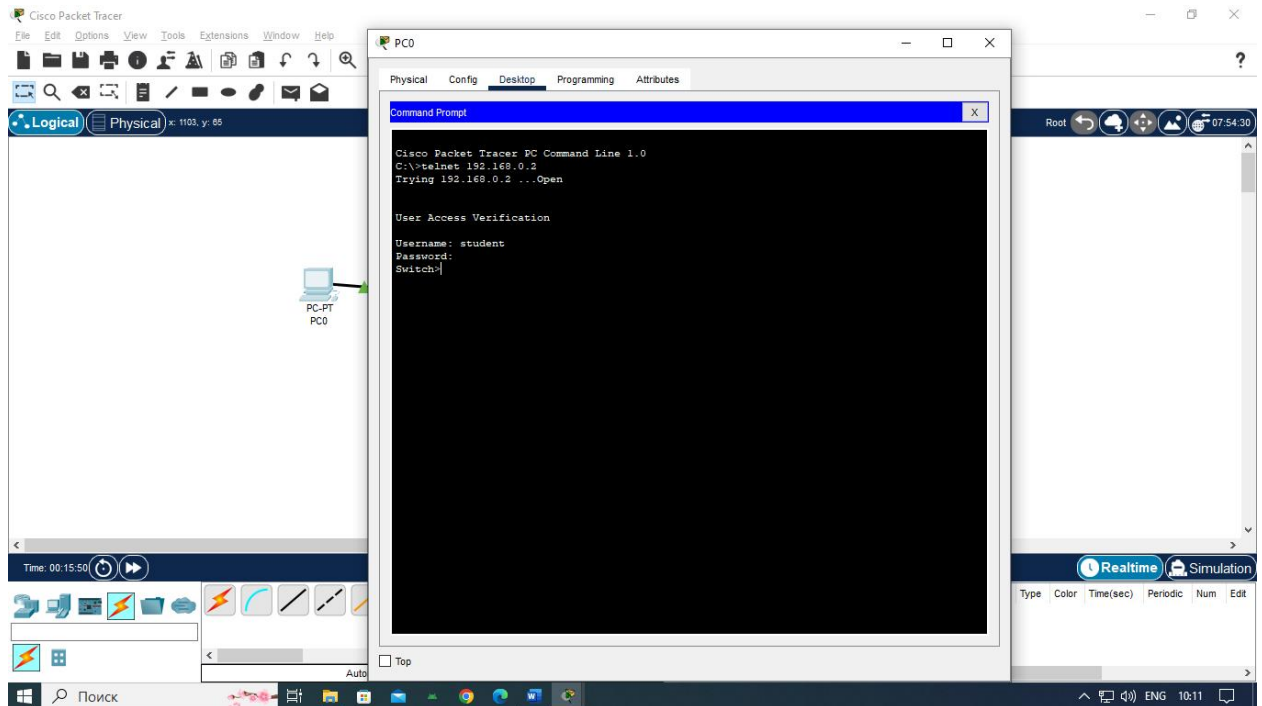 Cisco Packet Tracer
File Edit Options View Tools Extensions Window Help
?
Logical Physical x: 1103, y: 65
Root 07:54:30
PC-PT
PC0
PC0
Physical Config Desktop Programming Attributes
Command Prompt X
Cisco Packet Tracer PC Command Line 1.0
C:\>telnet 192.168.0.2
Trying 192.168.0.2 ...Open
User Access Verification
Username: student
Password:
Switch>
Top
Time: 00:15:50
Realtime Simulation
Type Color Time(sec) Periodic Num Edit
Auto
Поиск
ENG 10:11